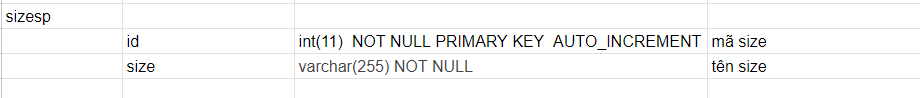 sizesp
id int(11) NOT NULL PRIMARY KEY AUTO_INCREMENT mã size
size varchar(255) NOT NULL tên size